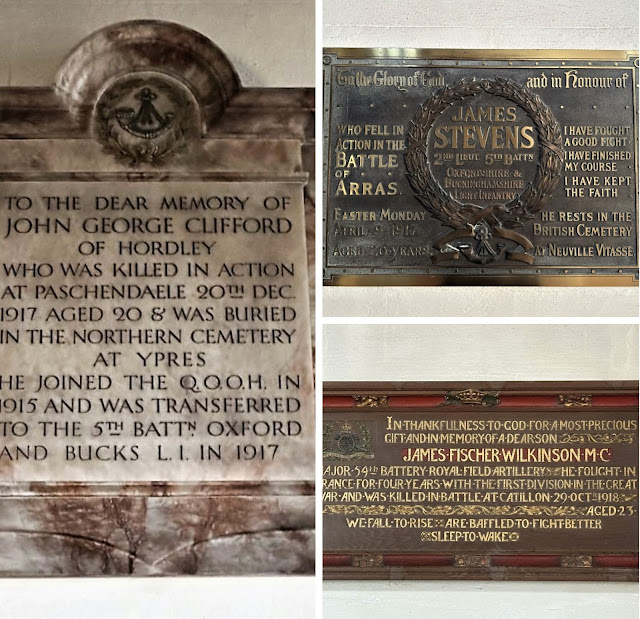 TO THE DEAR MEMORY OF
JOHN GEORGE CLIFFORD
OF HORDLEY
WHO WAS KILLED IN ACTION
AT PASCHENDAELE 20TH DEC.
1917 AGED 20 & WAS BURIED
IN THE NORTHERN CEMETERY
AT YPRES
HE JOINED THE Q.O.O.H. IN
1915 AND WAS TRANSFERRED
TO THE 5TH BATTN. OXFORD
AND BUCKS L.I. IN 1917
To the Glory of God, and in Honour of
JAMES
STEVENS
2ND LIEUT 5TH BATTN
OXFORDSHIRE &
BUCKINGHAMSHIRE
LIGHT INFANTRY
WHO FELL IN
ACTION IN THE
BATTLE
OF
ARRAS.
EASTER MONDAY
APRIL 9. 1917
AGED 26 YEARS
I HAVE FOUGHT
A GOOD FIGHT
I HAVE FINISHED
MY COURSE
I HAVE KEPT
THE FAITH
HE RESTS IN THE
BRITISH CEMETERY
AT NEUVILLE VITASSE
IN THANKFULNESS TO GOD FOR A MOST PRECIOUS
GIFT AND IN MEMORY OF A DEAR SON
JAMES FISCHER WILKINSON M·C·
AJOR·54TH BATTERY·ROYAL·FIELD·ARTILLERY HE FOUGHT IN
RANCE·FOR·FOUR·YEARS·WITH·THE·FIRST·DIVISION·IN·THE·GREAT
AR·AND·WAS·KILLED·IN·BATTLE·AT·CATILLON·29·OCTR·1918·
AGED·23·
WE·FALL·TO·RISE ARE·BAFFLED·TO·FIGHT·BETTER
SLEEP·TO·WAKE